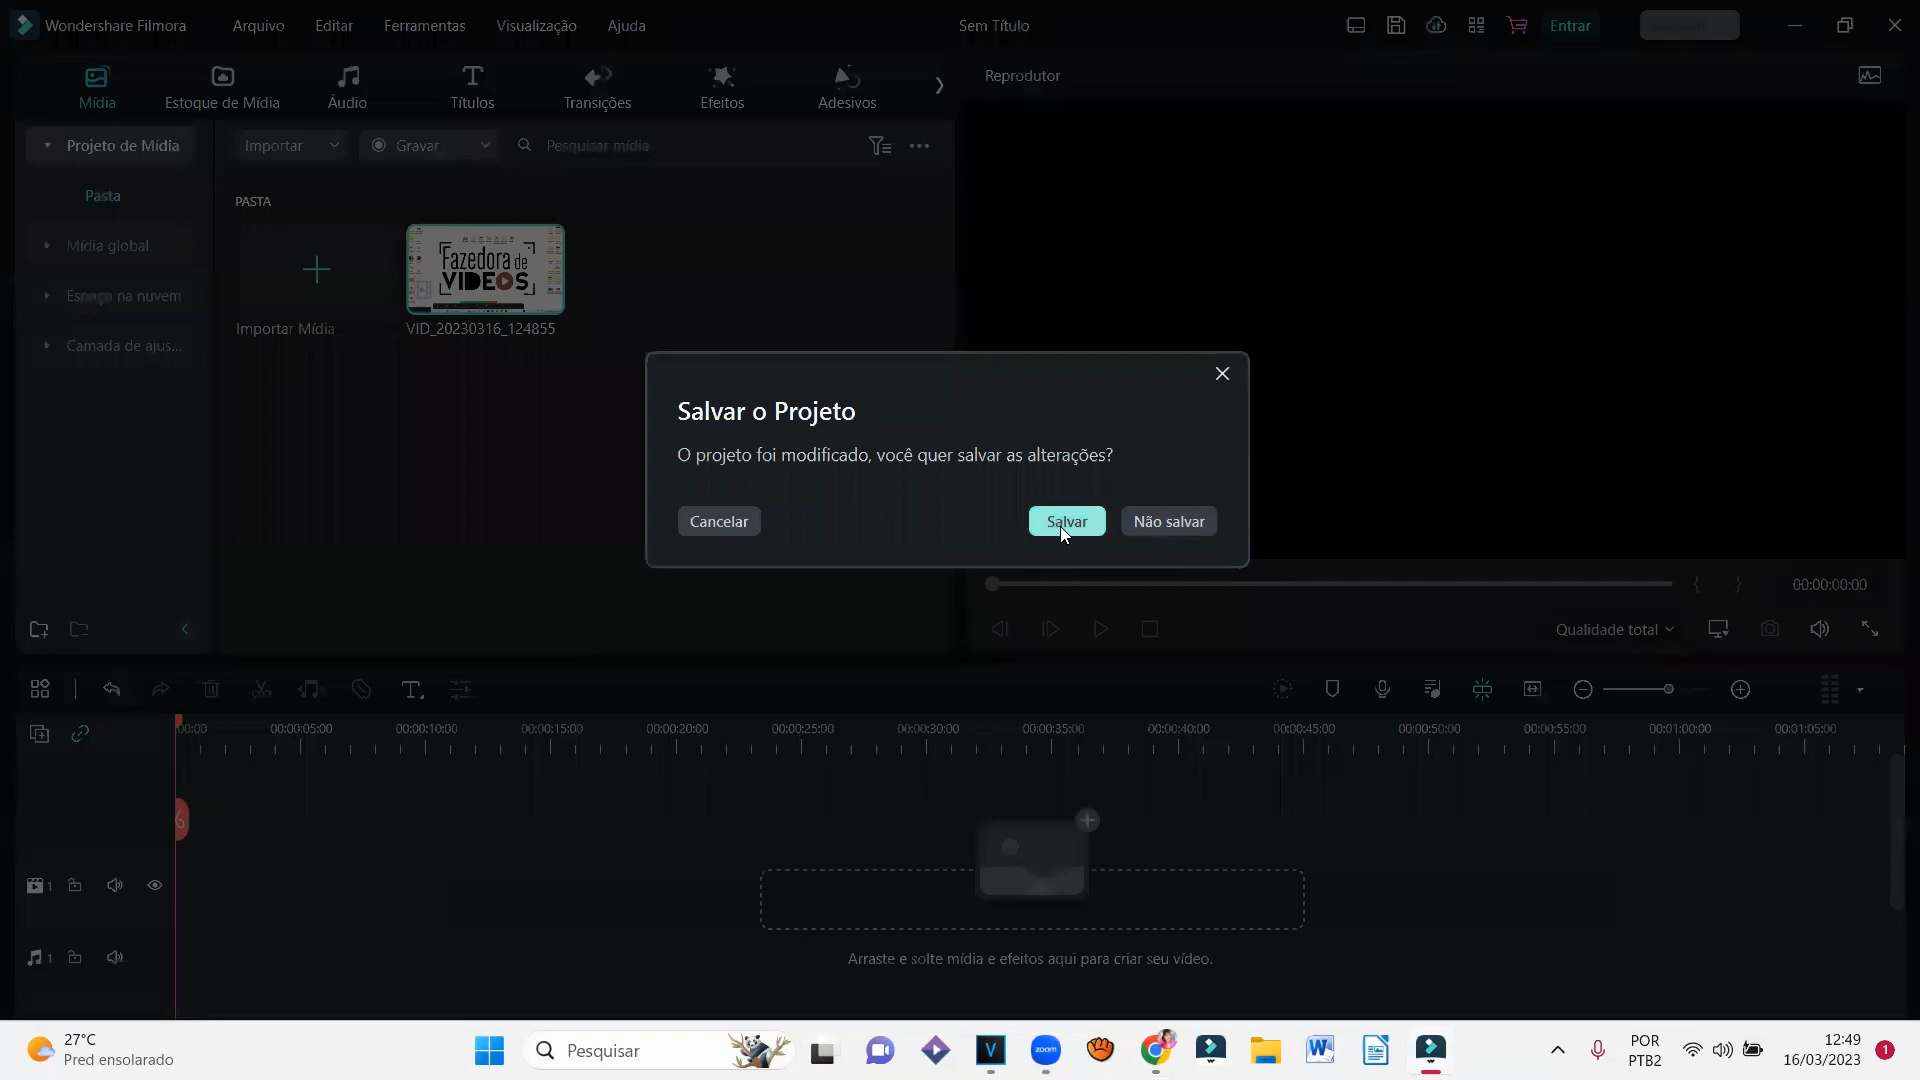 Wondershare Filmora
Arquivo
Editar
Ferramentas
Visualização
Ajuda
Sem Título
Entrar
Mídia
Estoque de Mídia
Áudio
Títulos
Transições
Efeitos
Adesivos
Reprodutor
Projeto de Mídia
Importar
Gravar
Pesquisar mídia
Pasta
PASTA
Mídia global
Espaço na nuvem
Camada de ajus...
Fazedora de
VIDEOS
Importar Mídia
VID_20230316_124855
Salvar o Projeto
O projeto foi modificado, você quer salvar as alterações?
Cancelar
Salvar
Não salvar
00:00:00:00
Qualidade total
00:00
00:00:05:00
00:00:10:00
00:00:15:00
00:00:20:00
00:00:25:00
00:00:30:00
00:00:35:00
00:00:40:00
00:00:45:00
00:00:50:00
00:00:55:00
00:01:00:00
00:01:05:00
1
1
Arraste e solte mídia e efeitos aqui para criar seu vídeo.
27°C
Pred ensolarado
Pesquisar
V
zoom
W
POR
PTB2
12:49
16/03/2023
1